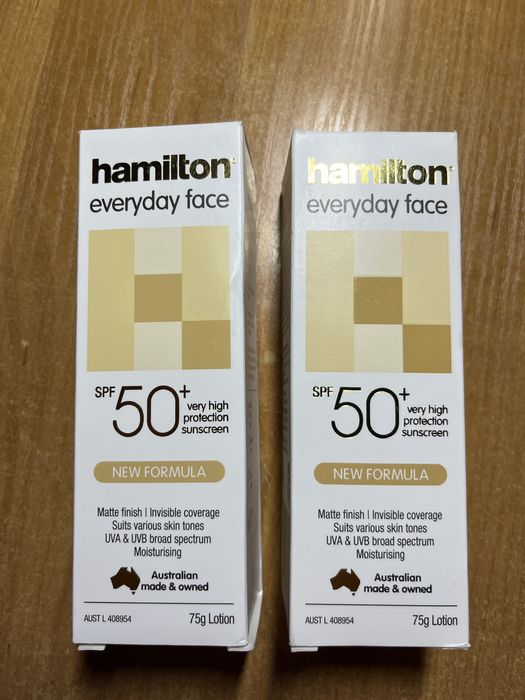 hamilton
everyday face
SPF 50+
very high
protection
sunscreen
NEW FORMULA
Matte finish | Invisible coverage
Suits various skin tones
UVA & UVB broad spectrum
Moisturising
Australian
made & owned
AUST L 408954 75g Lotion
hamilton
everyday face
SPF 50+
very high
protection
sunscreen
NEW FORMULA
Matte finish | Invisible coverage
Suits various skin tones
UVA & UVB broad spectrum
Moisturising
Australian
made & owned
AUST L 408954 75g Lotion